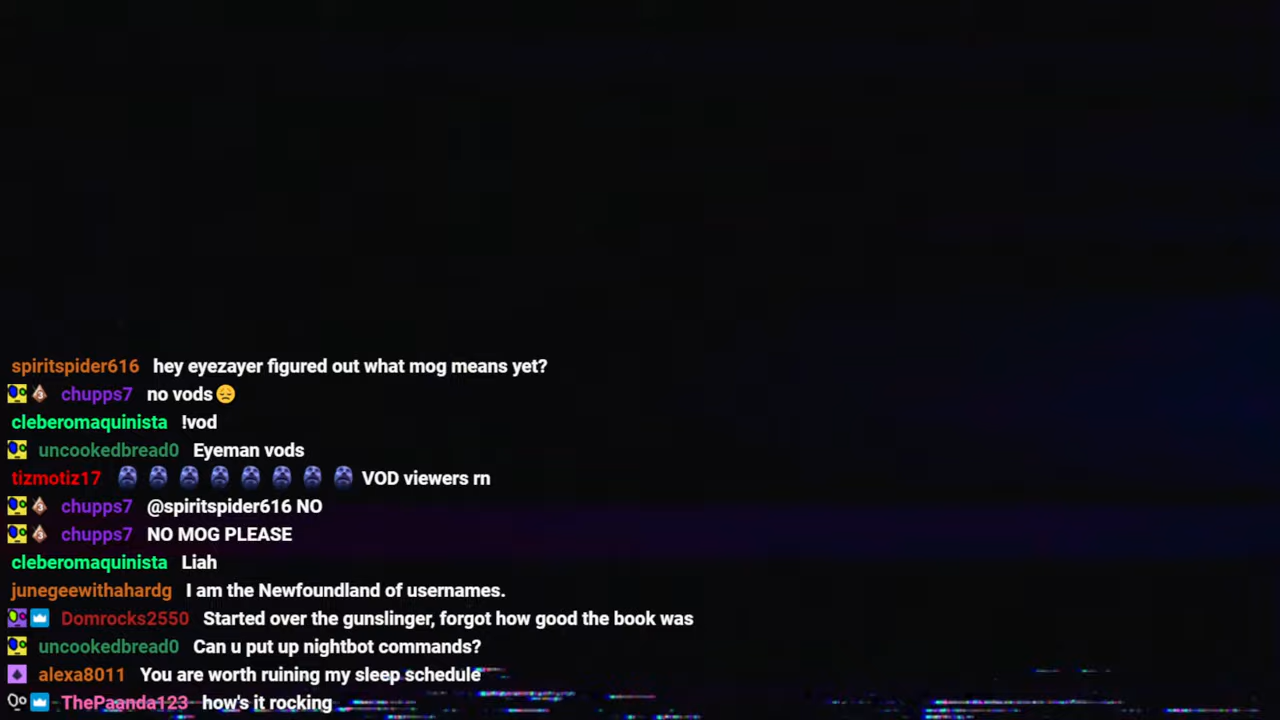 spiritspider616 hey eyezayer figured out what mog means yet?
chupps7 no vods😞
cleberomaquinista !vod
uncookedbread0 Eyeman vods
tizmotiz17 VOD viewers rn
chupps7 @spiritspider616 NO
chupps7 NO MOG PLEASE
cleberomaquinista Liah
junegeewithahardg I am the Newfoundland of usernames.
Domrocks2550 Started over the gunslinger, forgot how good the book was
uncookedbread0 Can u put up nightbot commands?
alexa8011 You are worth ruining my sleep schedule
ThePaanda123 how's it rocking